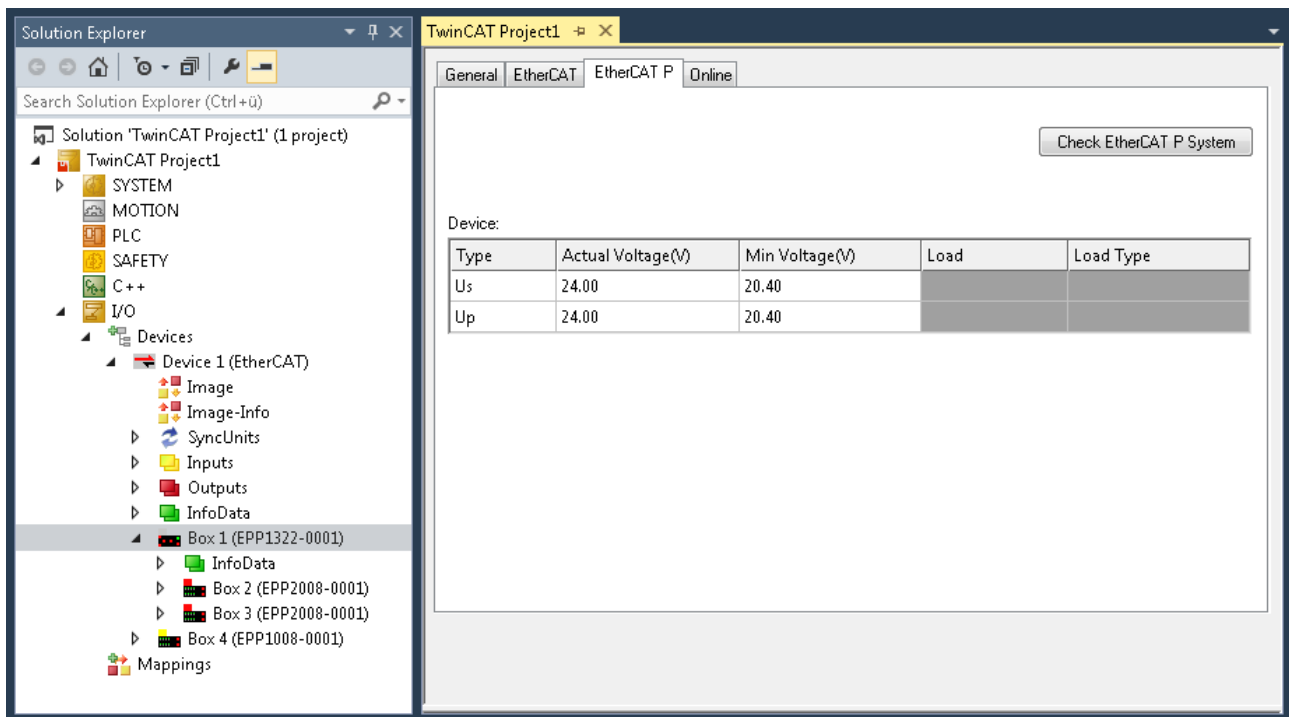 Solution Explorer
Search Solution Explorer (Ctrl+ü)
Solution 'TwinCAT Project1' (1 project)
TwinCAT Project1
SYSTEM
MOTION
PLC
SAFETY
C++
I/O
Devices
Device 1 (EtherCAT)
Image
Image-Info
SyncUnits
Inputs
Outputs
InfoData
Box 1 (EPP1322-0001)
InfoData
Box 2 (EPP2008-0001)
Box 3 (EPP2008-0001)
Box 4 (EPP1008-0001)
Mappings
TwinCAT Project1
General EtherCAT EtherCAT P Online
Check EtherCAT P System
Device:
Type Actual Voltage(V) Min Voltage(V) Load Load Type
Us 24.00 20.40
Up 24.00 20.40